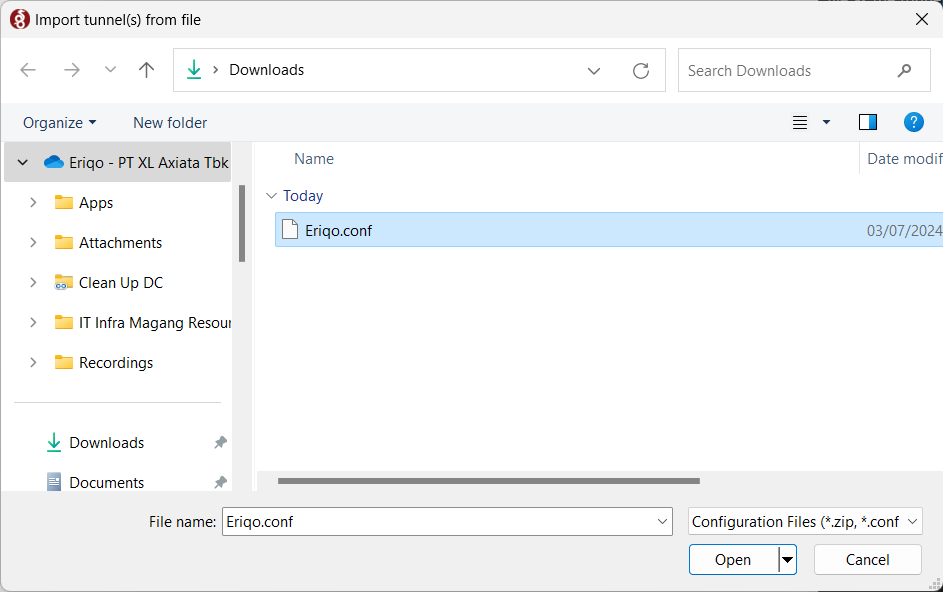 Import tunnel(s) from file
Downloads
Search Downloads
Organize
New folder
?
Eriqo - PT XL Axiata Tbk
Apps
Attachments
Clean Up DC
IT Infra Magang Resour
Recordings
Downloads
Documents
Name
Date modif
Today
Eriqo.conf
03/07/2024
File name:
Eriqo.conf
Configuration Files (*.zip, *.conf
Open
Cancel